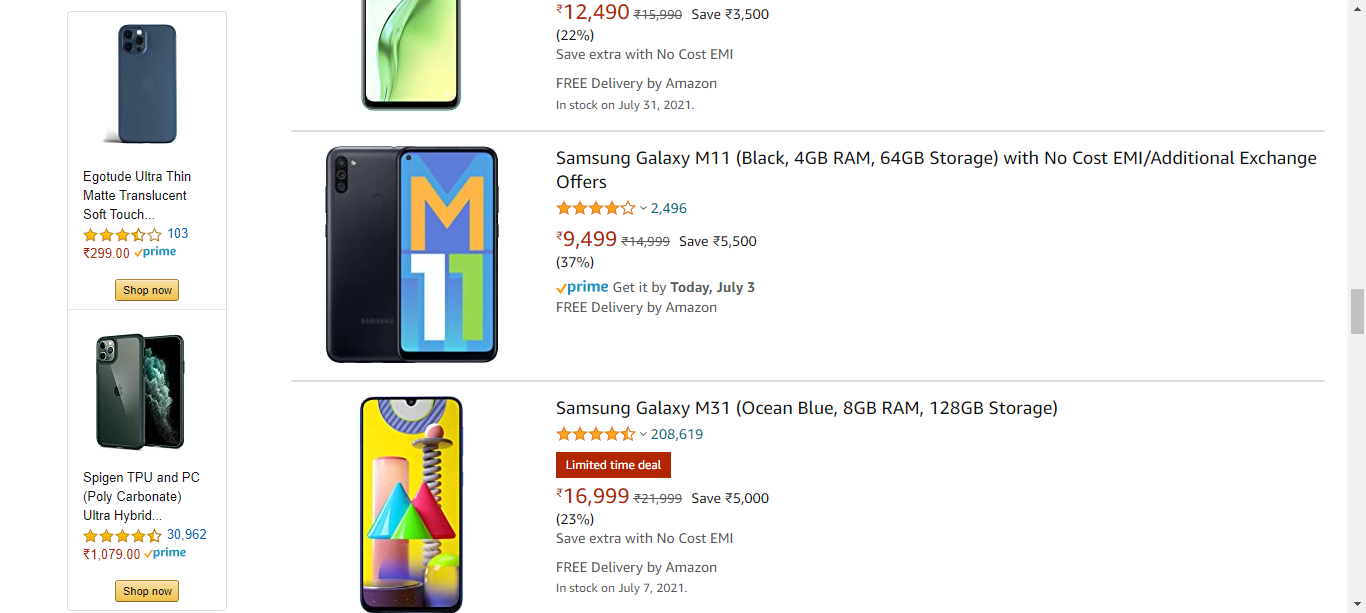 Egotude Ultra Thin
Matte Translucent
Soft Touch...
103
₹299.00 prime
Shop now
Spigen TPU and PC
(Poly Carbonate)
Ultra Hybrid...
30,962
₹1,079.00 prime
Shop now
₹12,490 ₹15,990 Save ₹3,500
(22%)
Save extra with No Cost EMI
FREE Delivery by Amazon
In stock on July 31, 2021.
M
11
SAMSUNG
Samsung Galaxy M11 (Black, 4GB RAM, 64GB Storage) with No Cost EMI/Additional Exchange
Offers
2,496
₹9,499 ₹14,999 Save ₹5,500
(37%)
prime Get it by Today, July 3
FREE Delivery by Amazon
Samsung Galaxy M31 (Ocean Blue, 8GB RAM, 128GB Storage)
208,619
Limited time deal
₹16,999 ₹21,999 Save ₹5,000
(23%)
Save extra with No Cost EMI
FREE Delivery by Amazon
In stock on July 7, 2021.